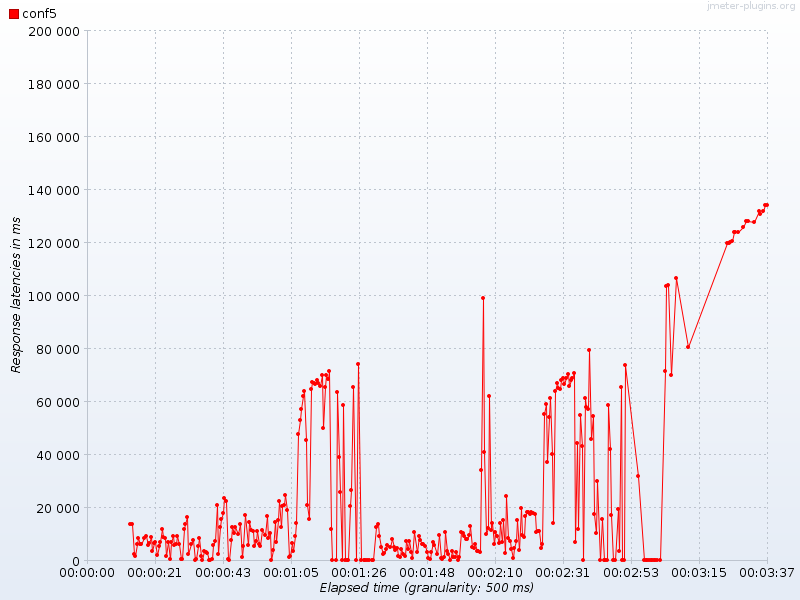 jmeter-plugins.org
conf5
200 000
180 000
160 000
140 000
120 000
100 000
80 000
60 000
40 000
20 000
0
Response latencies in ms
00:00:00 00:00:21 00:00:43 00:01:05 00:01:26 00:01:48 00:02:10 00:02:31 00:02:53 00:03:15 00:03:37
Elapsed time (granularity: 500 ms)